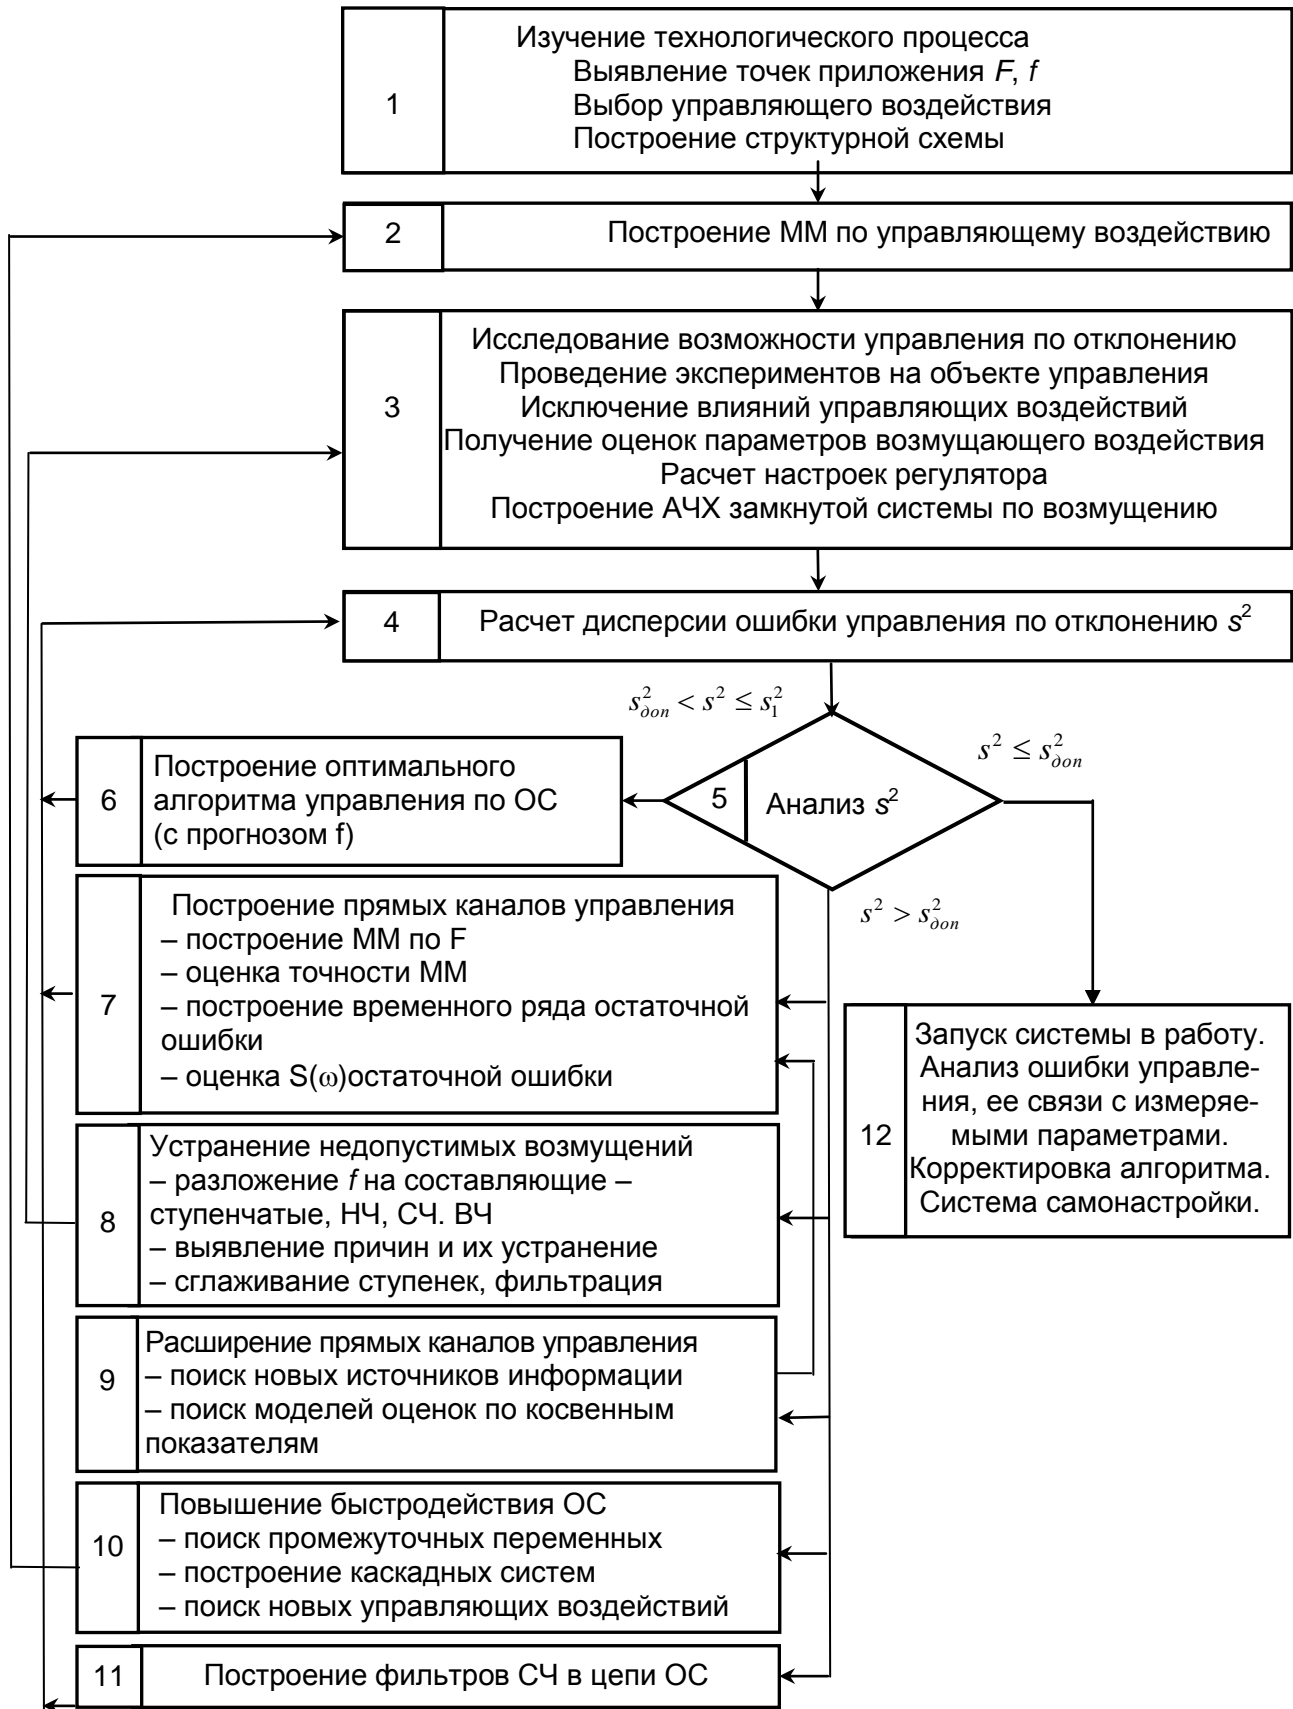 1
Изучение технологического процесса
Выявление точек приложения F, f
Выбор управляющего воздействия
Построение структурной схемы
2
Построение ММ по управляющему воздействию
3
Исследование возможности управления по отклонению
Проведение экспериментов на объекте управления
Исключение влияний управляющих воздействий
Получение оценок параметров возмущающего воздействия
Расчет настроек регулятора
Построение АЧХ замкнутой системы по возмущению
4
Расчет дисперсии ошибки управления по отклонению s²
s²доп < s² ≤ s²1
s² ≤ s²доп
5
Анализ s²
s² > s²доп
6
Построение оптимального
алгоритма управления по ОС
(с прогнозом f)
7
Построение прямых каналов управления
– построение ММ по F
– оценка точности ММ
– построение временного ряда остаточной
ошибки
– оценка S(ω)остаточной ошибки
8
Устранение недопустимых возмущений
– разложение f на составляющие –
ступенчатые, НЧ, СЧ. ВЧ
– выявление причин и их устранение
– сглаживание ступенек, фильтрация
9
Расширение прямых каналов управления
– поиск новых источников информации
– поиск моделей оценок по косвенным
показателям
10
Повышение быстродействия ОС
– поиск промежуточных переменных
– построение каскадных систем
– поиск новых управляющих воздействий
11
Построение фильтров СЧ в цепи ОС
12
Запуск системы в работу.
Анализ ошибки управле-
ния, ее связи с измеряе-
мыми параметрами.
Корректировка алгоритма.
Система самонастройки.